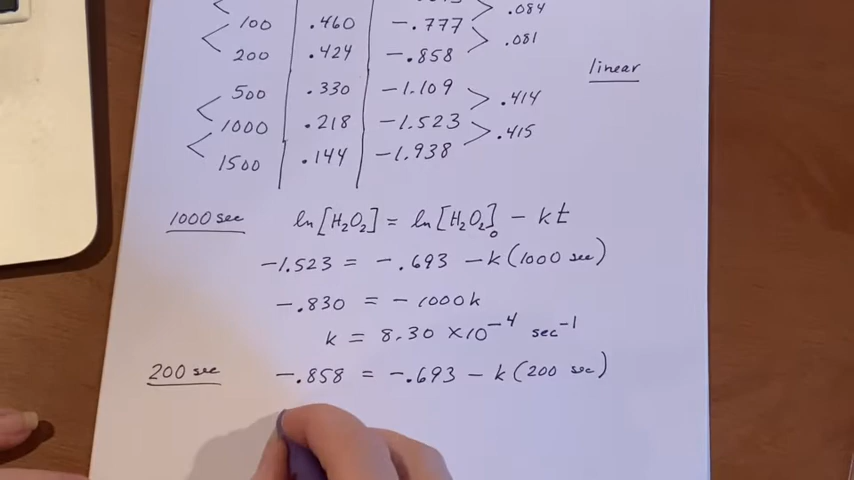 .084
100 .460 -.777
200 .424 -.858 .081
linear
500 .330 -1.109
1000 .218 -1.523 .414
1500 .144 -1.938 .415
1000 sec ln[H₂O₂] = ln[H₂O₂]₀ - kt
-1.523 = -.693 - k(1000 sec)
-.830 = -1000k
k = 8.30 ×10⁻⁴ sec⁻¹
200 sec -.858 = -.693 - k(200 sec)